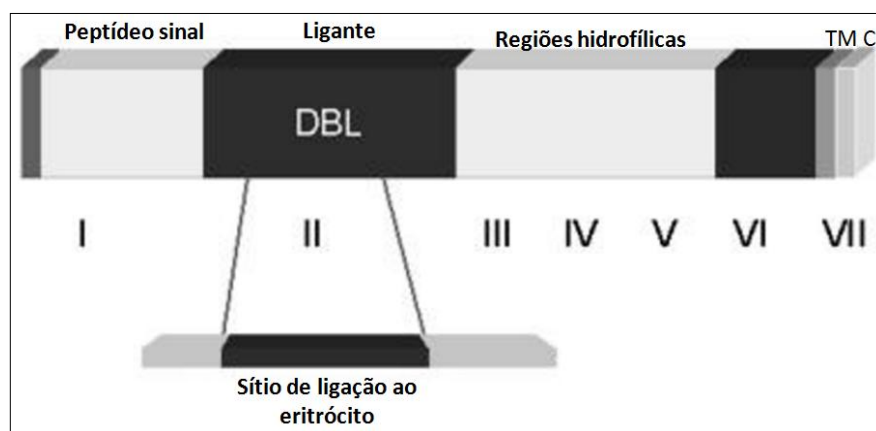 Peptídeo sinal Ligante Regiões hidrofílicas TM C
DBL
I II III IV V VI VII
Sítio de ligação ao
eritrócito